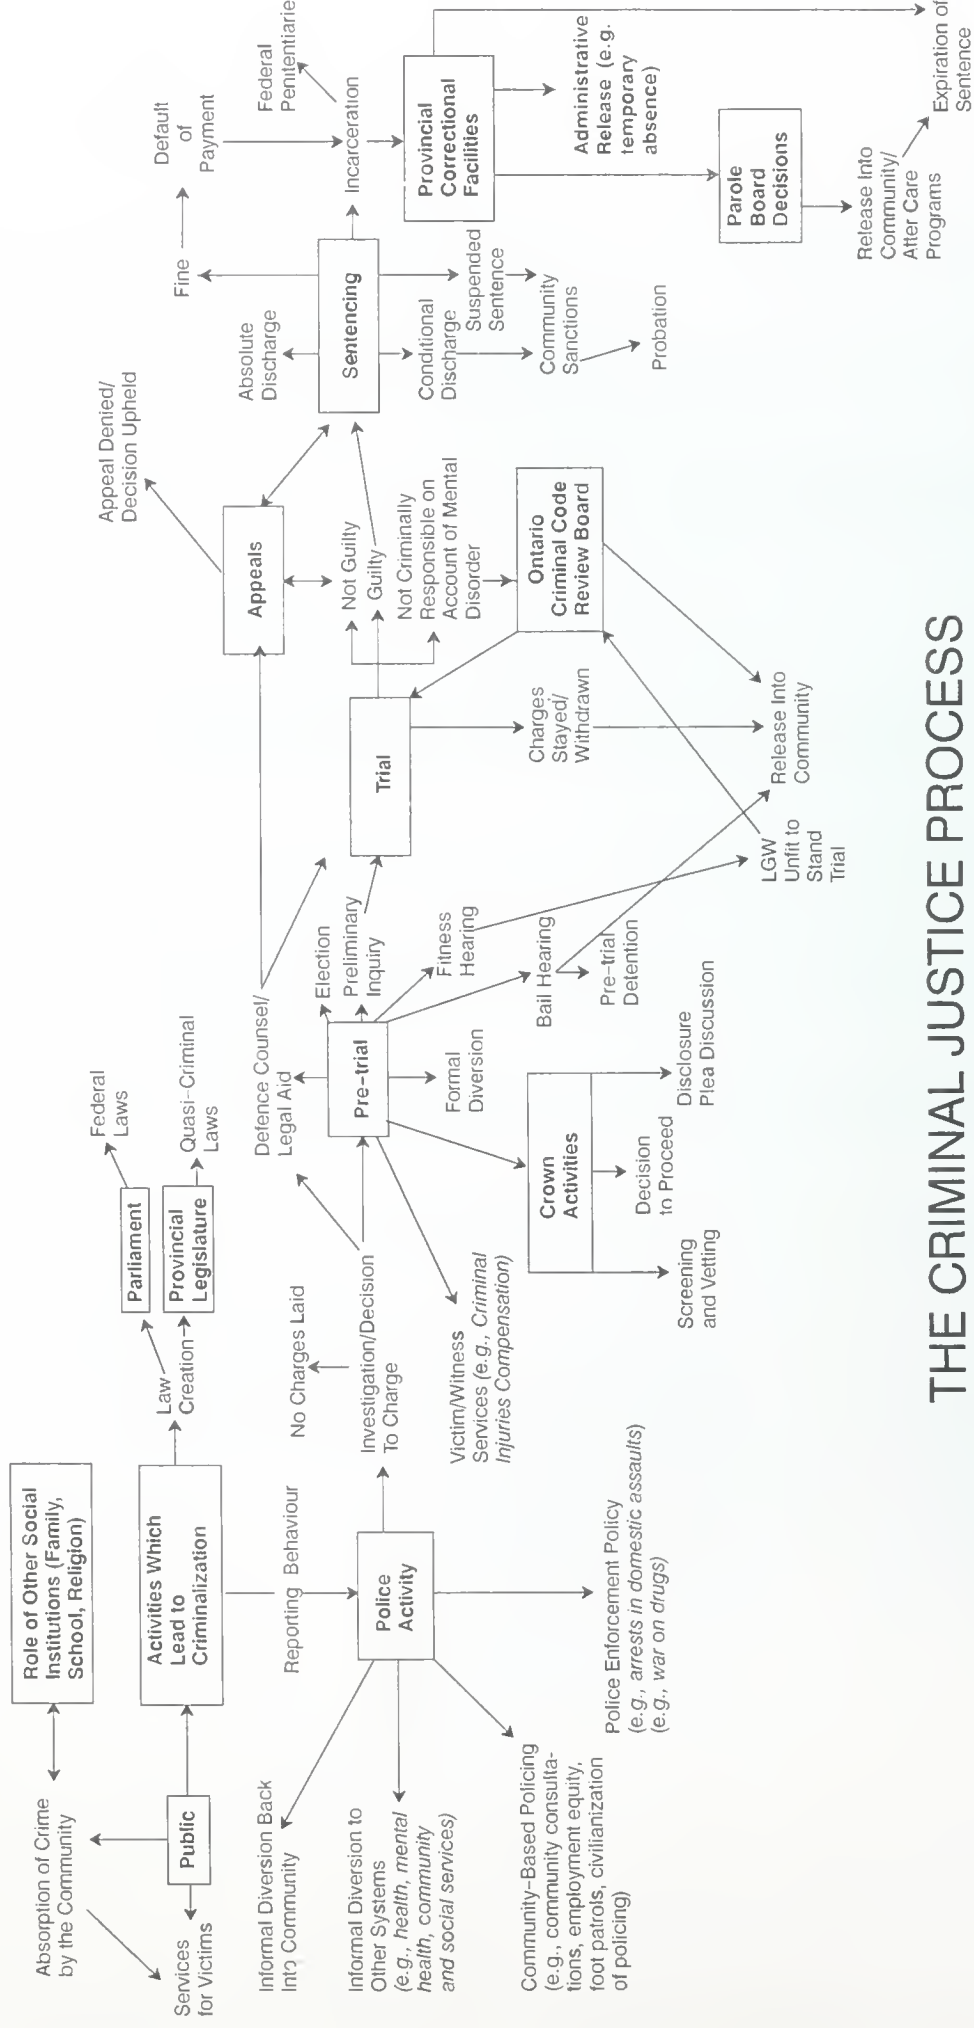 Role of Other Social
Institutions (Family,
School, Religion)
Absorption of Crime
by the Community
Public
Services
for Victims
Activities Which
Lead to
Criminalization
Law
Creation
Parliament
Federal
Laws
Provincial
Legislature
Quasi-Criminal
Laws
Reporting Behaviour
Police
Activity
Informal Diversion Back
Into Community
Informal Diversion to
Other Systems
(e.g., health, mental
health, community
and social services)
Community-Based Policing
(e.g., community consulta-
tions, employment equity,
foot patrols, civilianization
of policing)
Police Enforcement Policy
(e.g., arrests in domestic assaults)
(e.g., war on drugs)
No Charges Laid
Investigation/Decision
To Charge
Defence Counsel/
Legal Aid
Pre-trial
Victim/Witness
Services (e.g., Criminal
Injuries Compensation)
Crown
Activities
Screening
and Vetting
Decision
to Proceed
Disclosure
Plea Discussion
Formal
Diversion
Election
Preliminary
Inquiry
Fitness
Hearing
Bail Hearing
Pre-trial
Detention
LGW
Unfit to
Stand
Trial
Release Into
Community
Trial
Charges
Stayed/
Withdrawn
Appeals
Appeal Denied/
Decision Upheld
Not Guilty
Guilty
Not Criminally
Responsible on
Account of Mental
Disorder
Ontario
Criminal Code
Review Board
Sentencing
Absolute
Discharge
Fine
Default
of
Payment
Conditional
Discharge
Suspended
Sentence
Community
Sanctions
Probation
Incarceration
Federal
Penitentiarie
Provincial
Correctional
Facilities
Administrative
Release (e.g.
temporary
absence)
Parole
Board
Decisions
Release Into
Community/
Atter Care
Programs
Expiration of
Sentence
THE CRIMINAL JUSTICE PROCESS